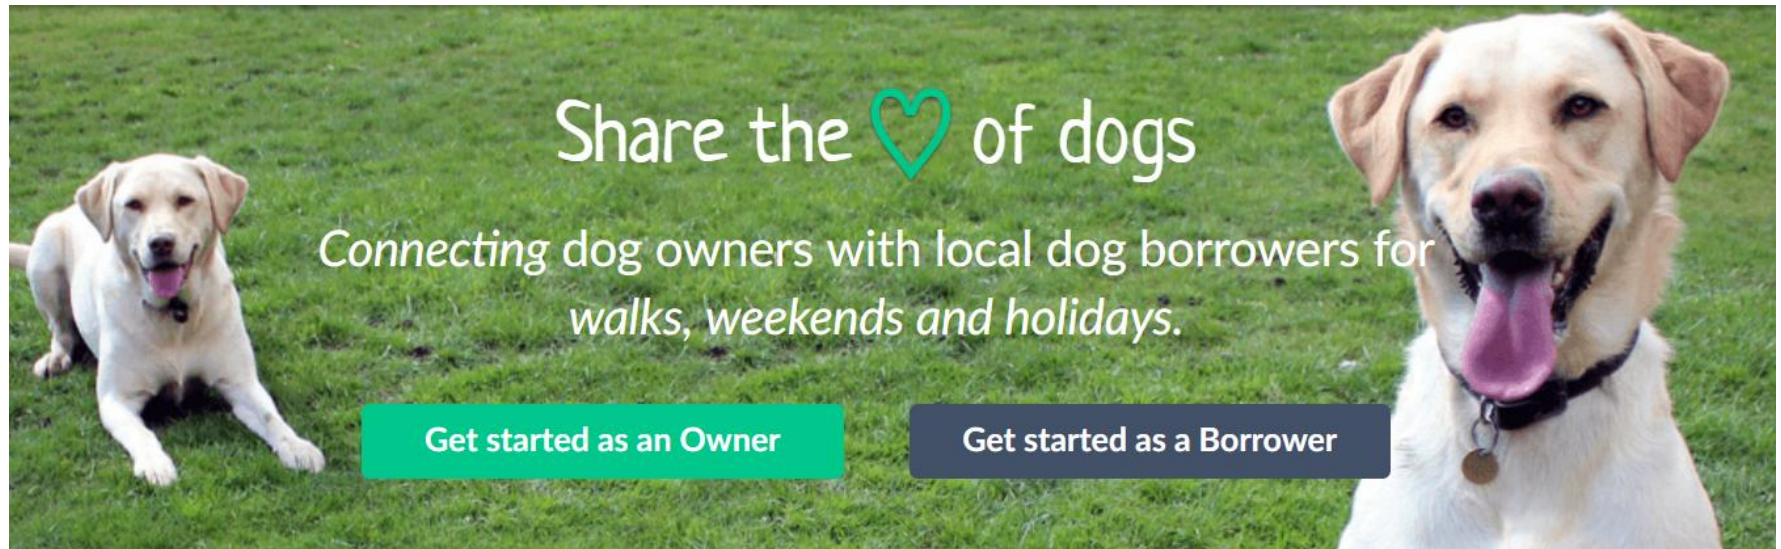 Share the of dogs
Connecting dog owners with local dog borrowers for
walks, weekends and holidays.
Get started as an Owner
Get started as a Borrower